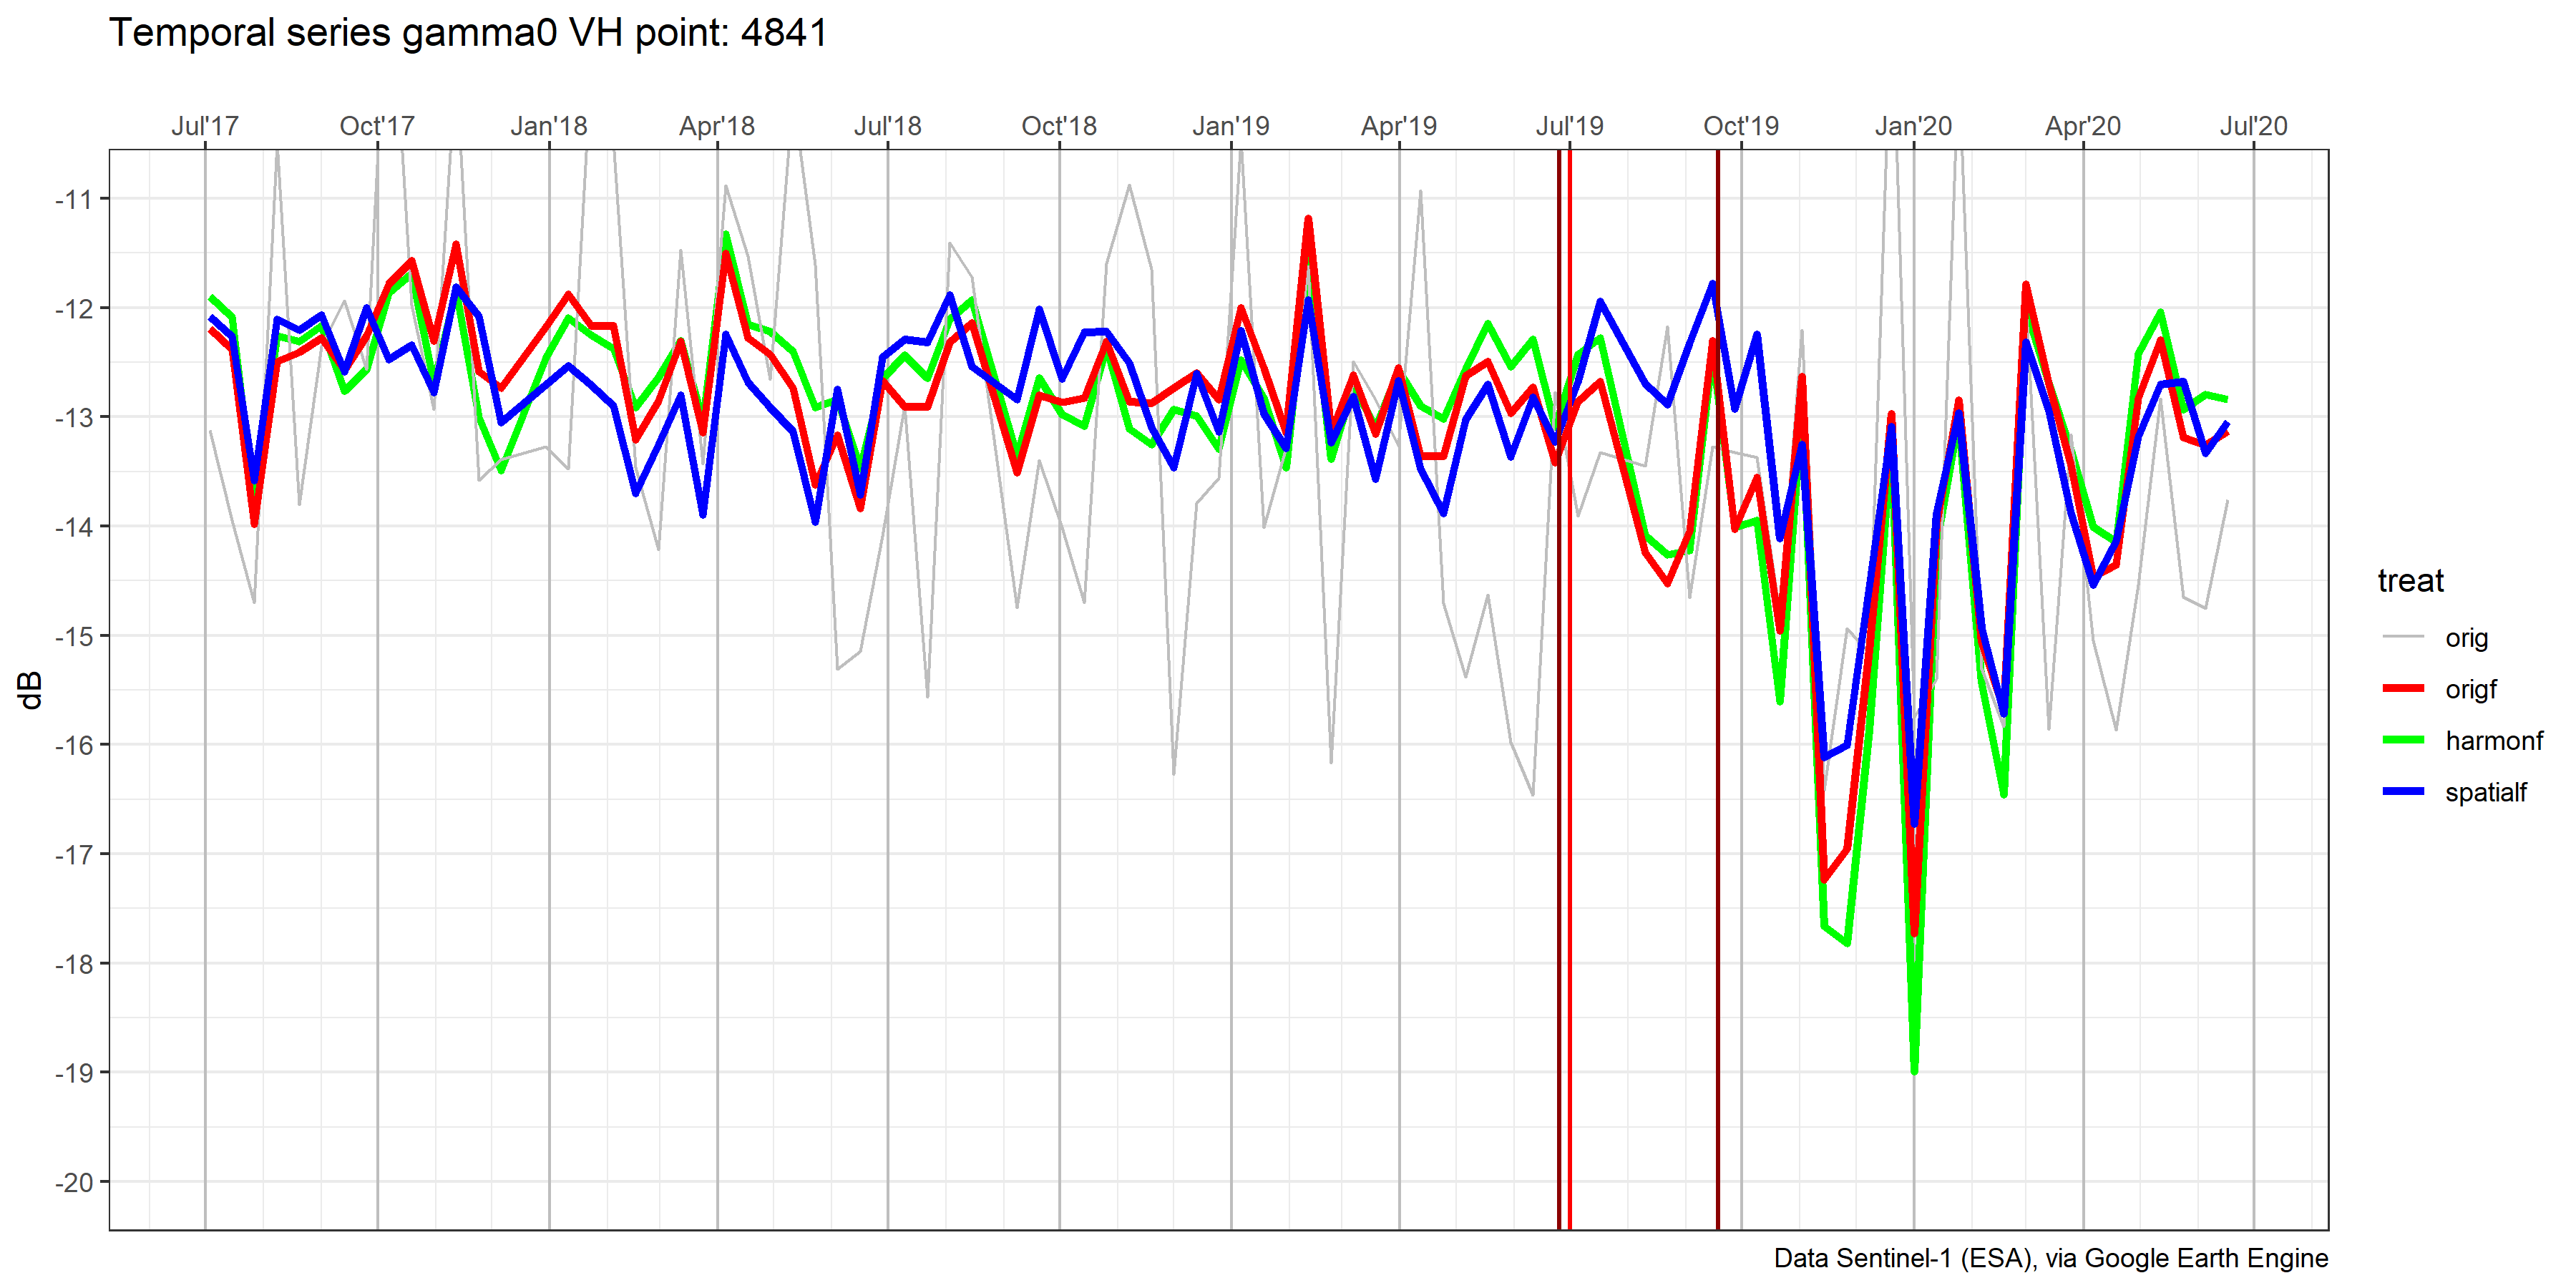 Temporal series gamma0 VH point: 4841
Jul'17 Oct'17 Jan'18 Apr'18 Jul'18 Oct'18 Jan'19 Apr'19 Jul'19 Oct'19 Jan'20 Apr'20 Jul'20
-11
-12
-13
-14
-15
-16
-17
-18
-19
-20
dB
treat
orig
origf
harmonf
spatialf
Data Sentinel-1 (ESA), via Google Earth Engine